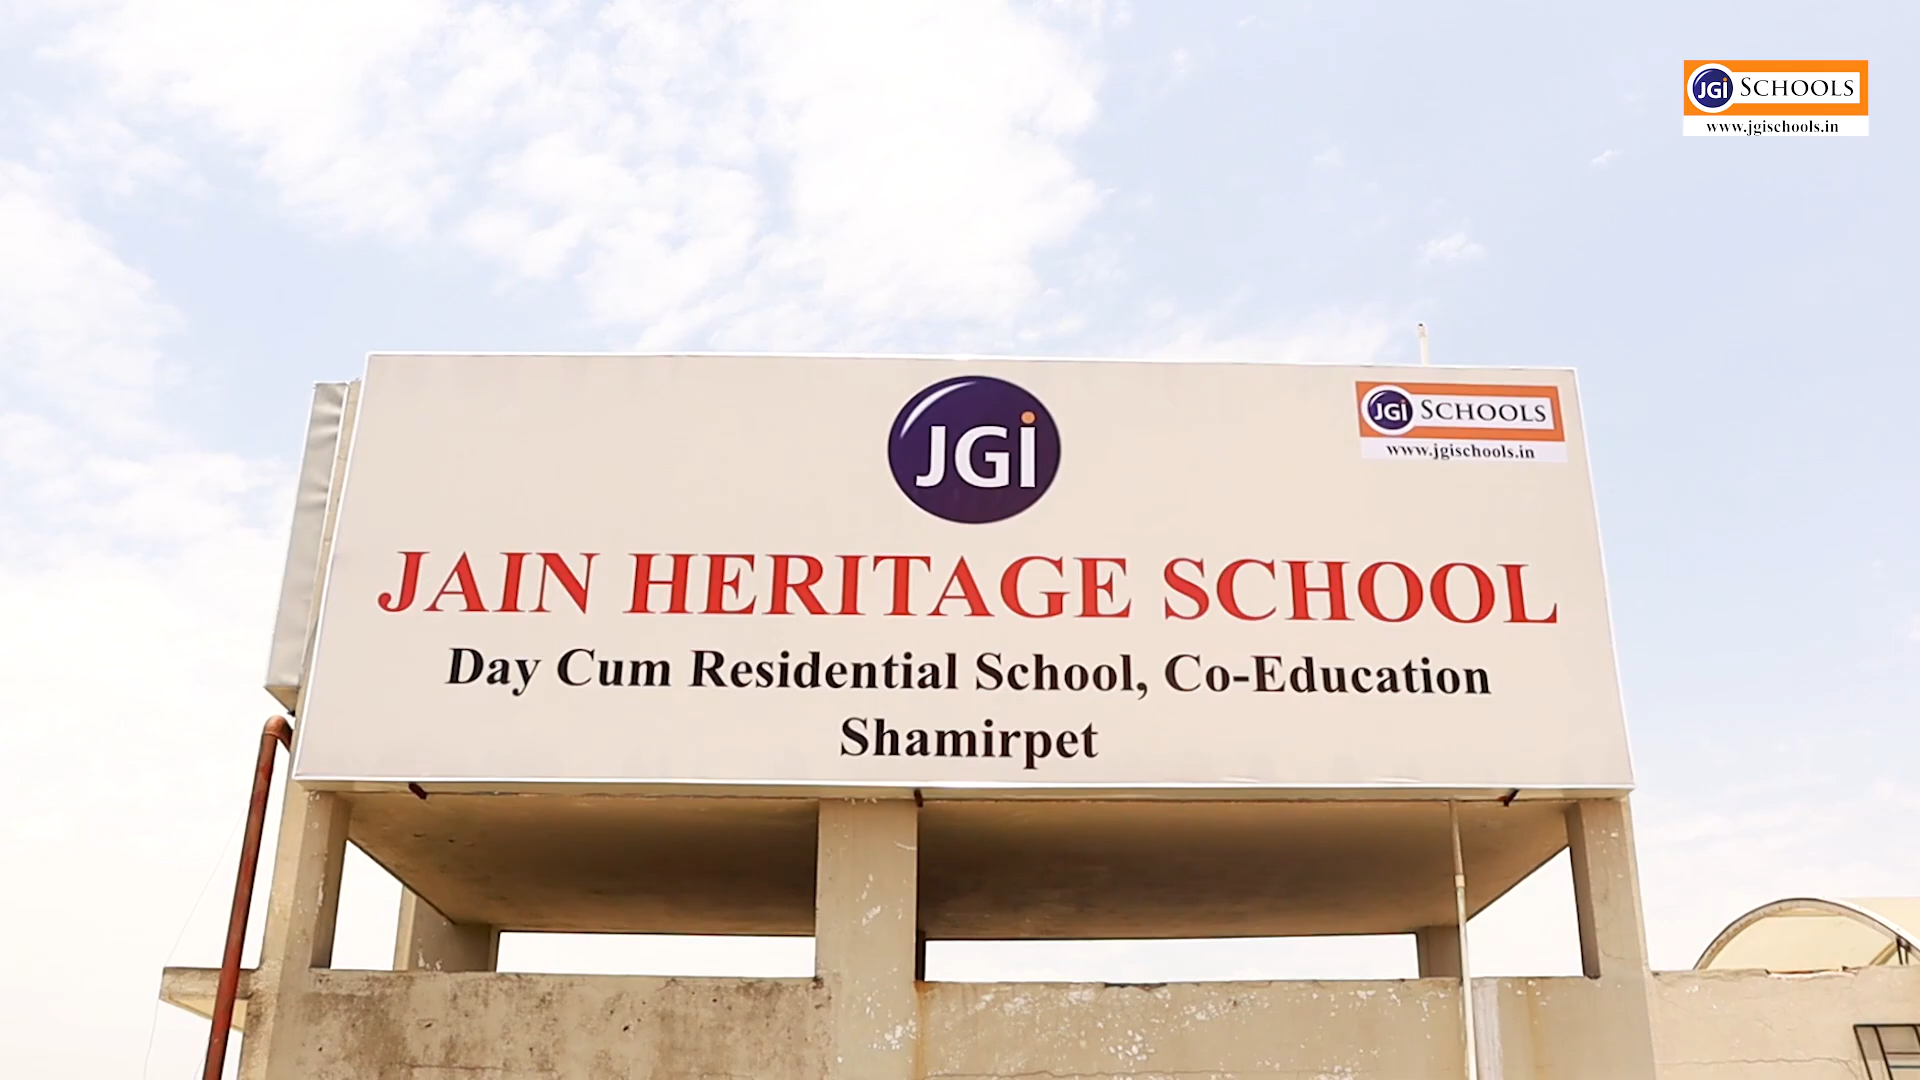 JGi SCHOOLS
www.jgischools.in
JGi
JGi SCHOOLS
www.jgischools.in
JAIN HERITAGE SCHOOL
Day Cum Residential School, Co-Education
Shamirpet